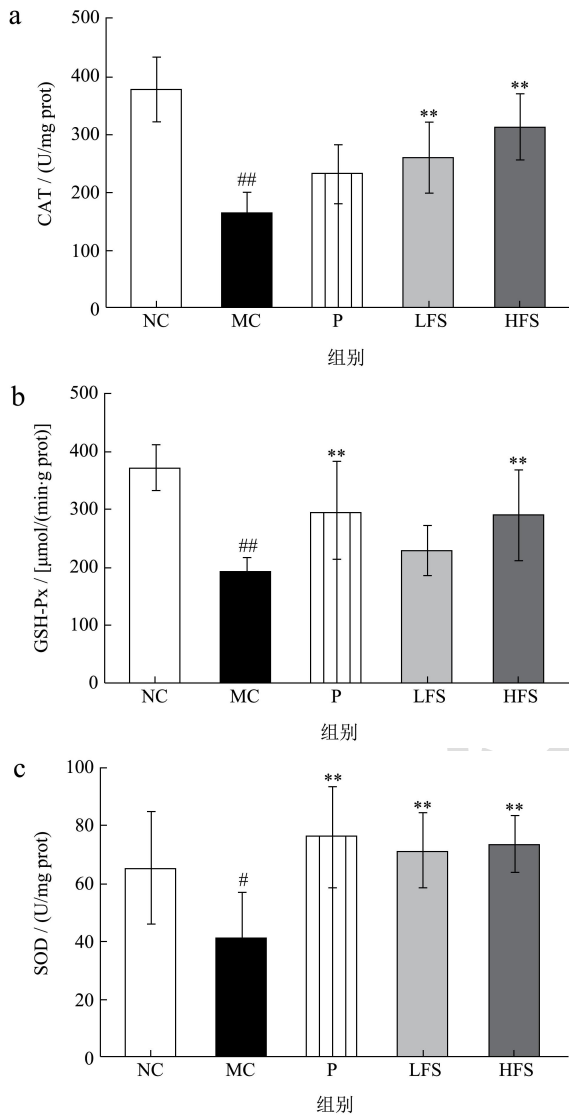 a
500
400
300
200
100
0
CAT / (U/mg prot)
##
**
**
NC MC P LFS HFS
组别
b
500
400
300
200
100
0
GSH-Px / [μmol/(min·g prot)]
##
**
**
NC MC P LFS HFS
组别
c
100
80
60
40
20
0
SOD / (U/mg prot)
#
**
**
**
NC MC P LFS HFS
组别